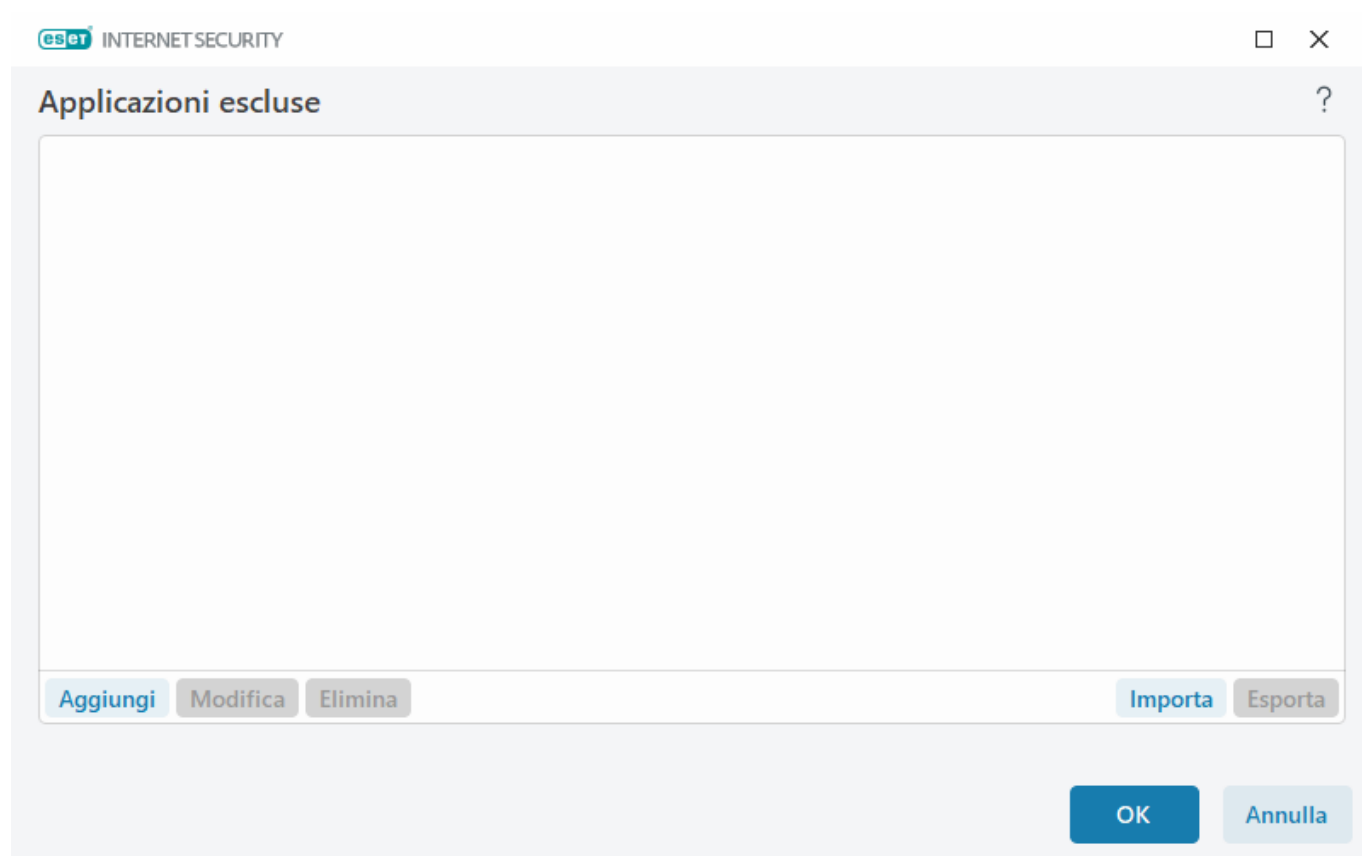 eset INTERNET SECURITY
Applicazioni escluse ?
Aggiungi Modifica Elimina Importa Esporta
OK Annulla